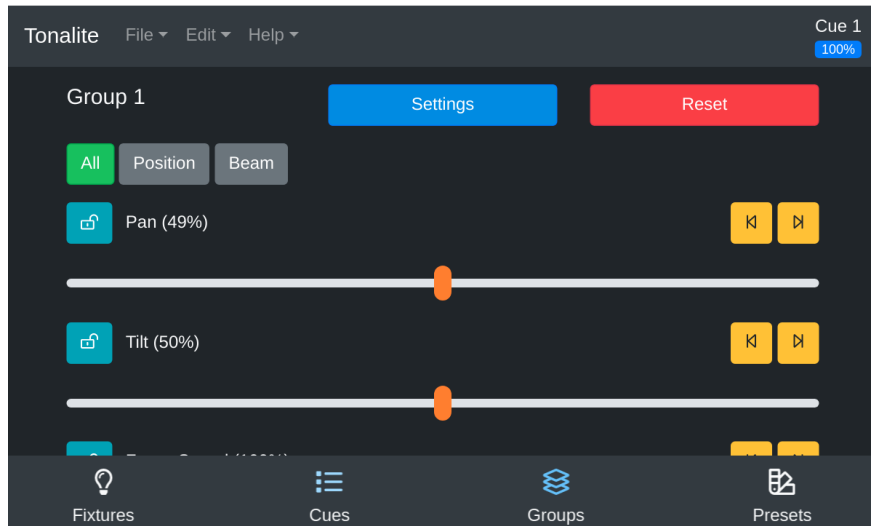 Tonalite File Edit Help Cue 1
100%
Group 1 Settings Reset
All Position Beam
Pan (49%)
Tilt (50%)
Fixtures Cues Groups Presets